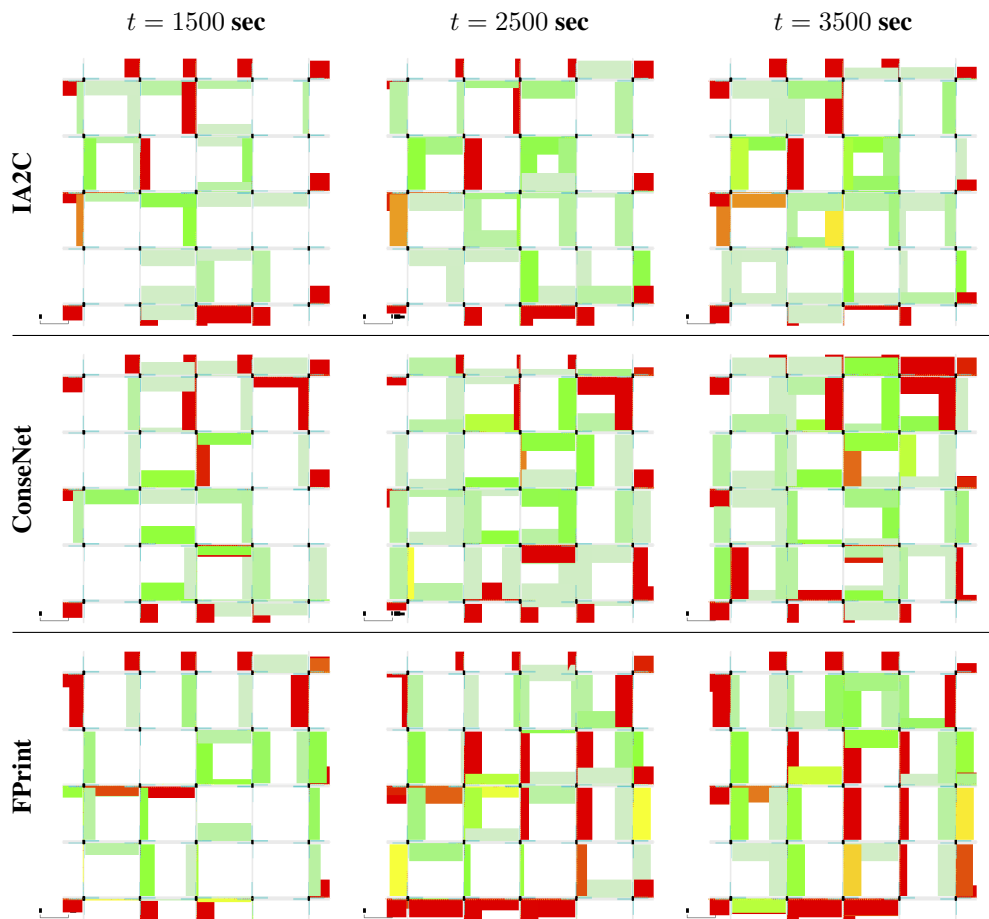 t = 1500 sec
t = 2500 sec
t = 3500 sec
IA2C
ConseNet
FPrint